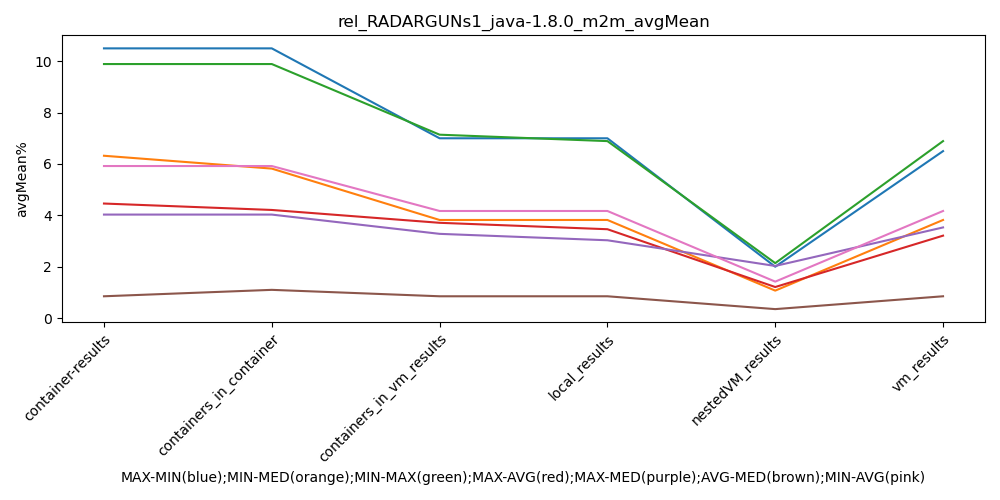 rel_RADARGUNs1_java-1.8.0_m2m_avgMean
avgMean%
10
8
6
4
2
0
container-results
containers_in_container
containers_in_vm_results
local_results
nestedVM_results
vm_results
MAX-MIN(blue);MIN-MED(orange);MIN-MAX(green);MAX-AVG(red);MAX-MED(purple);AVG-MED(brown);MIN-AVG(pink)